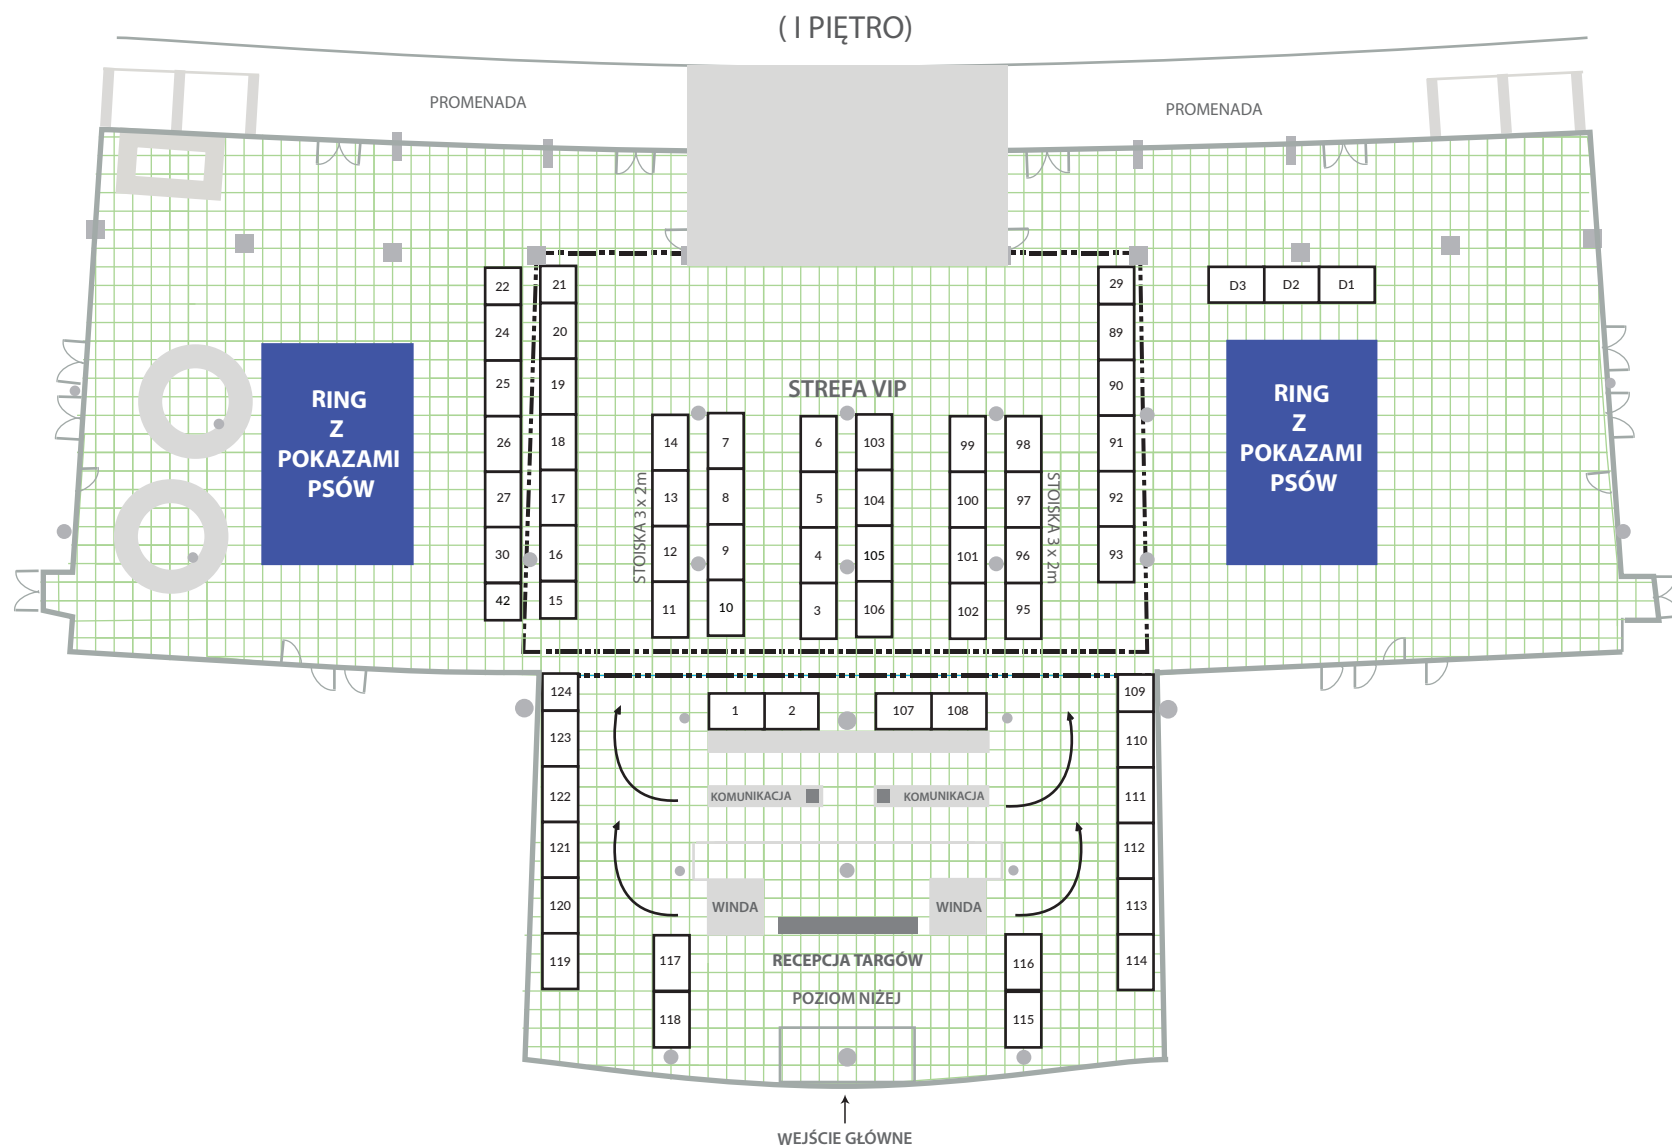 ( I PIĘTRO)
PROMENADA
PROMENADA
22
24
25
26
27
30
42
21
20
19
18
17
16
15
29
89
90
91
92
93
D3 D2 D1
RING
Z
POKAZAMI
PSÓW
STREFA VIP
RING
Z
POKAZAMI
PSÓW
STOISKA 3 x 2m
14
13
12
11
7
8
9
10
6
5
4
3
103
104
105
106
99
100
101
102
98
97
96
95
STOISKA 3 x 2m
124
123
122
121
120
119
1 2
107 108
109
110
111
112
113
114
KOMUNIKACJA
KOMUNIKACJA
WINDA
WINDA
117
118
RECEPCJA TARGÓW
POZIOM NIŻEJ
116
115
WEJŚCIE GŁÓWNE